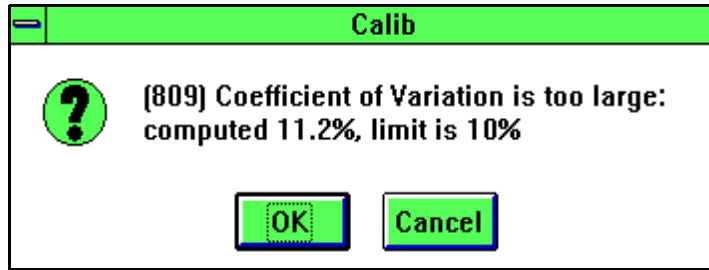 Calib
(809) Coefficient of Variation is too large:
computed 11.2%, limit is 10%
OK
Cancel